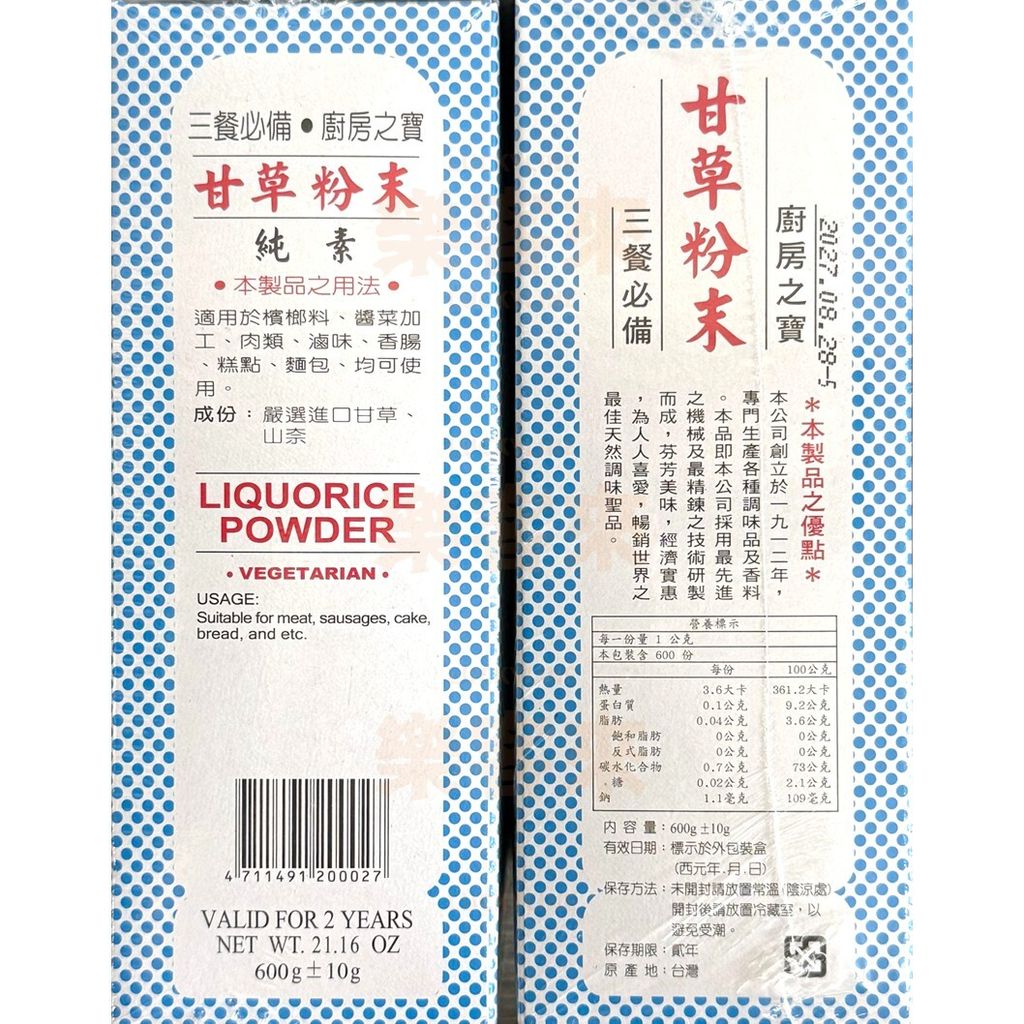 三餐必備●廚房之寶
甘草粉末
純 素
●本製品之用法●
適用於檳榔料、醬菜加
工、肉類、滷味、香腸
、糕點、麵包、均可使
用。
成份：嚴選進口甘草、
山奈
LIQUORICE
POWDER
• VEGETARIAN •
USAGE:
Suitable for meat, sausages, cake,
bread, and etc.
4 711491 200027
VALID FOR 2 YEARS
NET WT. 21.16 OZ
600g±10g
廚房之寶
甘草粉末
三餐必備
2027.08.28-5
＊本製品之優點＊
本公司創立於一九一二年，
專門生產各種調味品及香料
。本品即本公司採用最先進
之機械及最精鍊之技術研製
而成，芬芳美味，經濟實惠
，為人人喜愛，暢銷世界之
最佳天然調味聖品。
營養標示
每一份量 1 公克
本包裝含 600 份
每份 100公克
熱量 3.6大卡 361.2大卡
蛋白質 0.1公克 9.2公克
脂肪 0.04公克 3.6公克
飽和脂肪 0公克 0公克
反式脂肪 0公克 0公克
碳水化合物 0.7公克 73公克
糖 0.02公克 2.1公克
鈉 1.1毫克 109毫克
內容量：600g±10g
有效日期：標示於外包裝盒
(西元年.月.日)
保存方法：未開封請放置常溫(陰涼處)
開封後請放置冷藏室，以
避免受潮。
保存期限：貳年
原產地：台灣